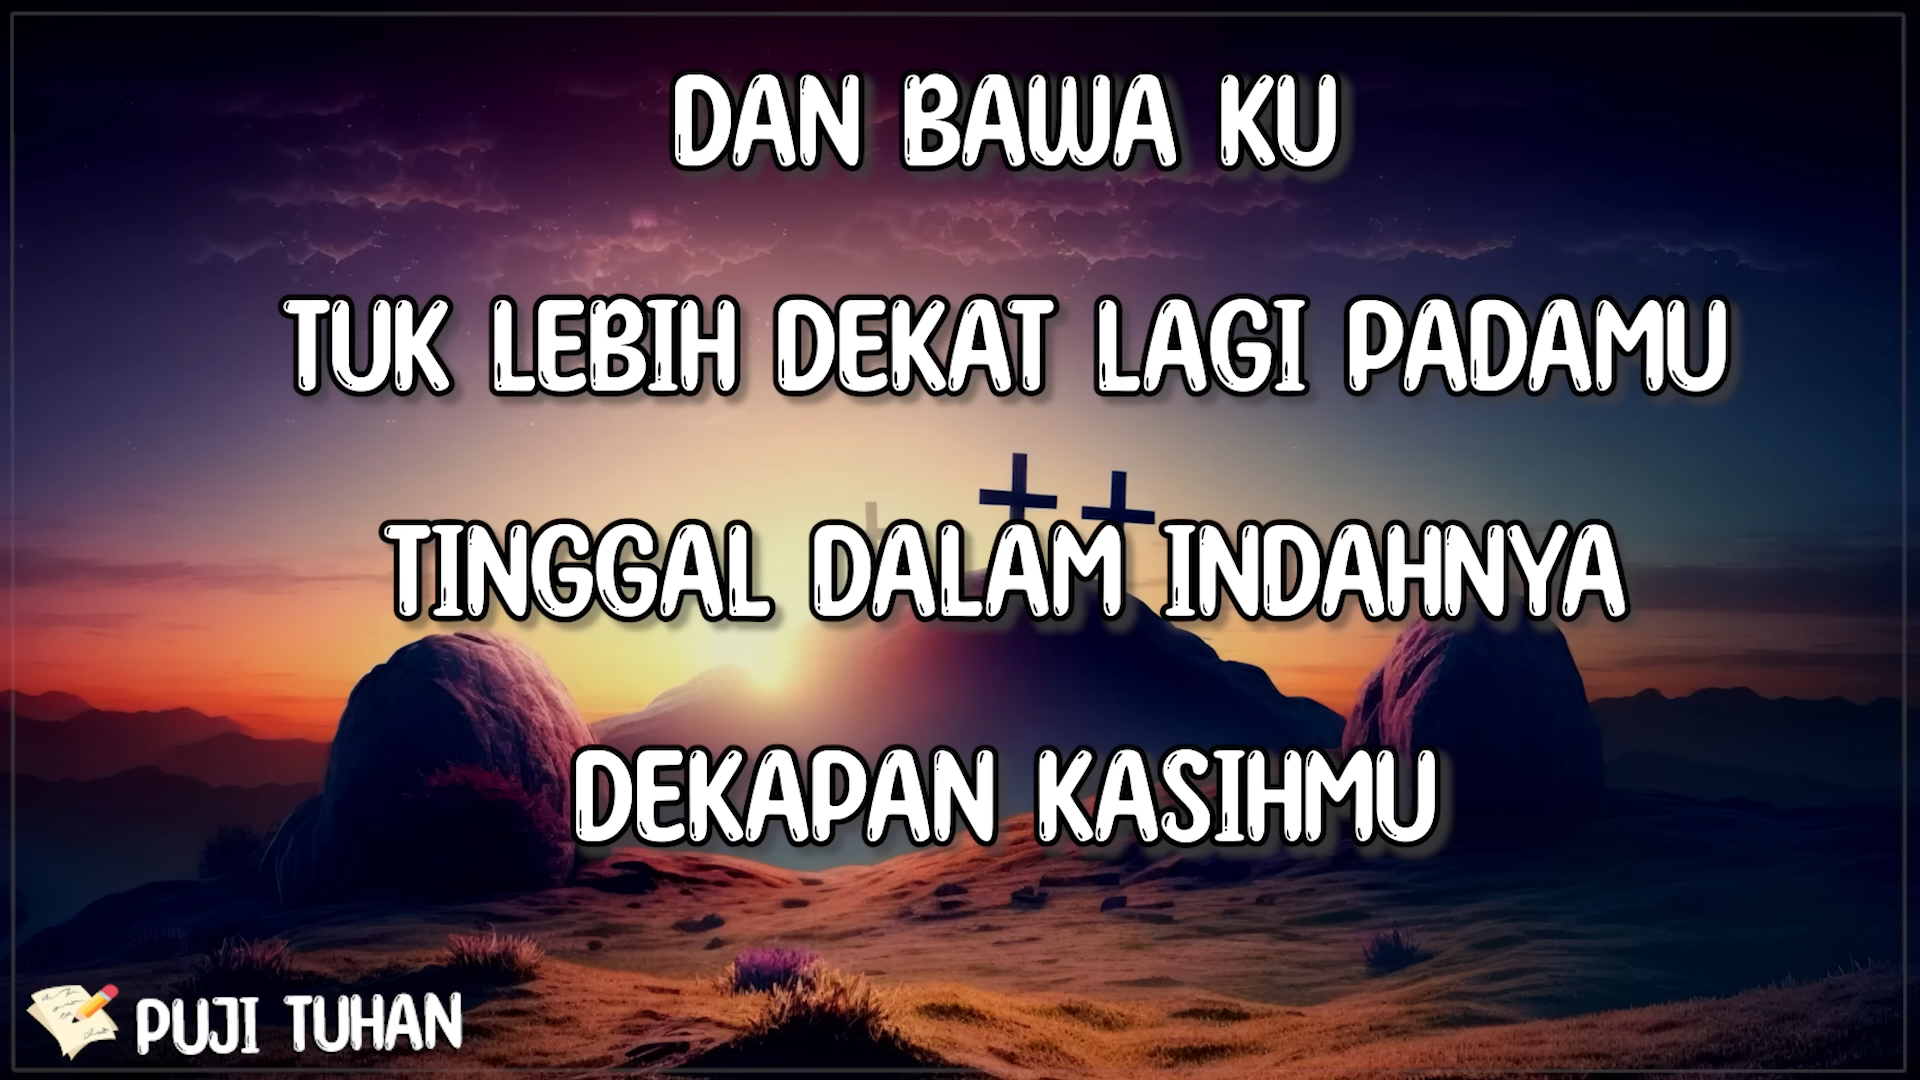 DAN BAWA KU
TUK LEBIH DEKAT LAGI PADAMU
TINGGAL DALAM INDAHNYA
DEKAPAN KASIHMU
PUJI TUHAN